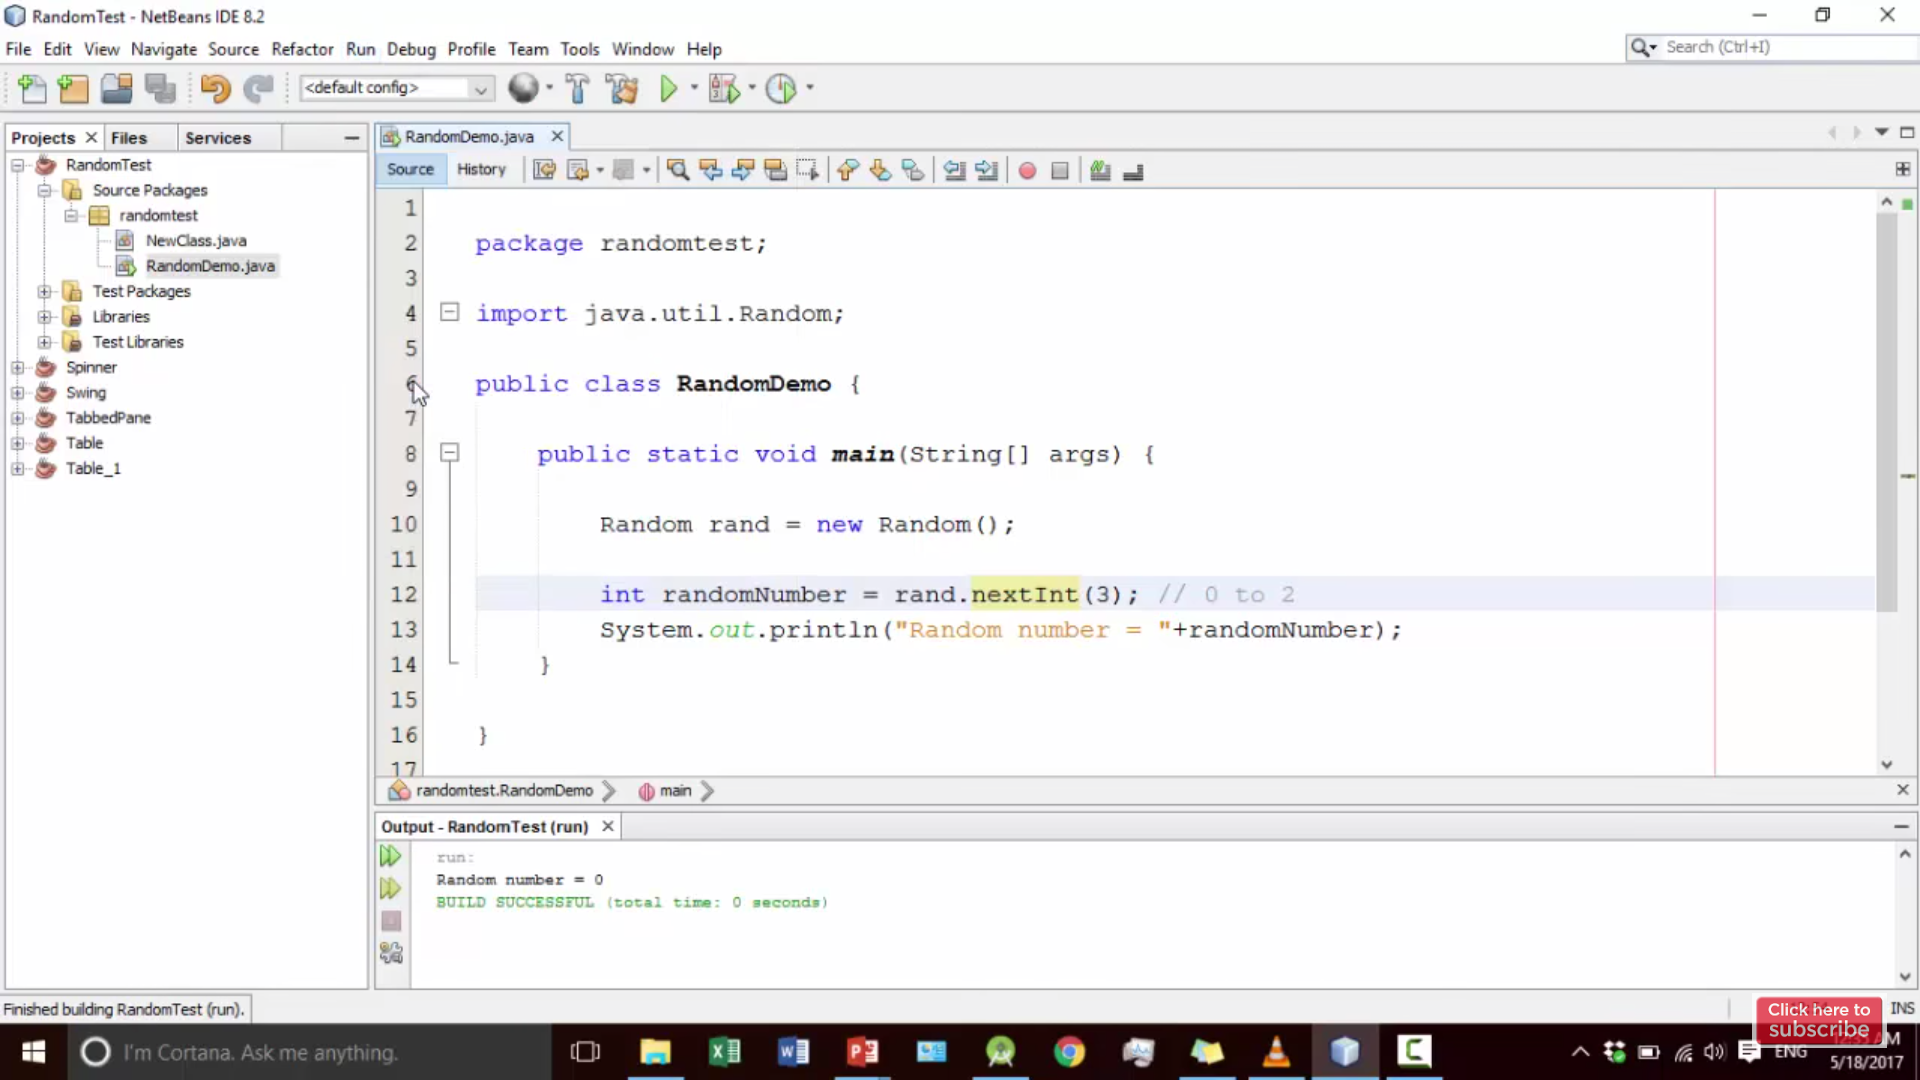 RandomTest - NetBeans IDE 8.2
File Edit View Navigate Source Refactor Run Debug Profile Team Tools Window Help
Search (Ctrl+I)
<default config>
Projects Files Services
RandomTest
Source Packages
randomtest
NewClass.java
RandomDemo.java
Test Packages
Libraries
Test Libraries
Spinner
Swing
TabbedPane
Table
Table_1
RandomDemo.java
Source History
1
2 package randomtest;
3
4 import java.util.Random;
5
6 public class RandomDemo {
7
8 public static void main(String[] args) {
9
10 Random rand = new Random();
11
12 int randomNumber = rand.nextInt(3); // 0 to 2
13 System.out.println("Random number = "+randomNumber);
14 }
15
16 }
17
randomtest.RandomDemo main
Output - RandomTest (run)
run:
Random number = 0
BUILD SUCCESSFUL (total time: 0 seconds)
Finished building RandomTest (run).
INS
Click here to
subscribe
I'm Cortana. Ask me anything.
ENG
5/18/2017